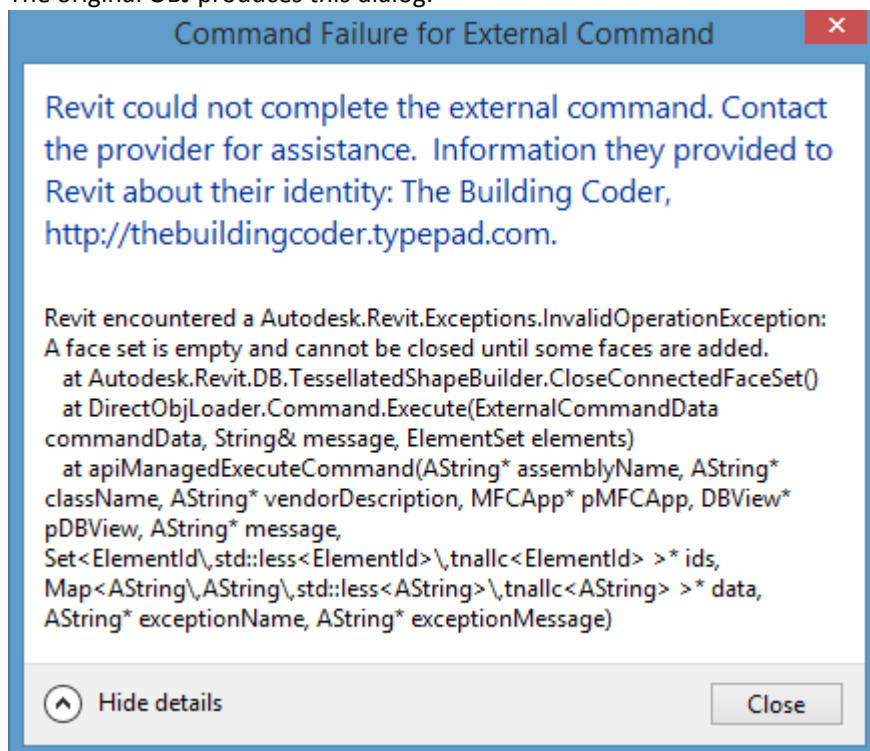 The original OBJ produces this dialog:
Command Failure for External Command
Revit could not complete the external command. Contact
the provider for assistance.  Information they provided to
Revit about their identity: The Building Coder,
http://thebuildingcoder.typepad.com.
Revit encountered a Autodesk.Revit.Exceptions.InvalidOperationException:
A face set is empty and cannot be closed until some faces are added.
at Autodesk.Revit.DB.TessellatedShapeBuilder.CloseConnectedFaceSet()
at DirectObjLoader.Command.Execute(ExternalCommandData
commandData, String& message, ElementSet elements)
at apiManagedExecuteCommand(AString* assemblyName, AString*
className, AString* vendorDescription, MFCApp* pMFCApp, DBView*
pDBView, AString* message,
Set<ElementId\,std::less<ElementId>\,tnallc<ElementId> >* ids,
Map<AString\,AString\,std::less<AString>\,tnallc<AString> >* data,
AString* exceptionName, AString* exceptionMessage)
Hide details
Close